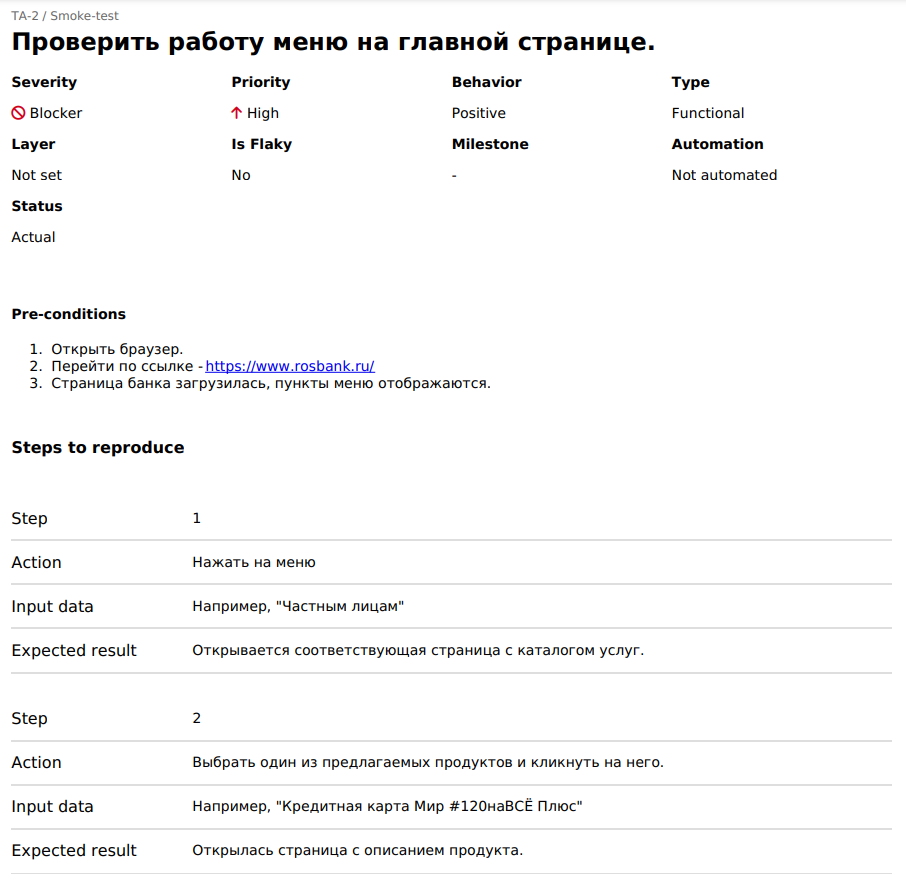 TA-2 / Smoke-test
Проверить работу меню на главной странице.
Severity Priority Behavior Type
Blocker High Positive Functional
Layer Is Flaky Milestone Automation
Not set No - Not automated
Status
Actual
Pre-conditions
1. Открыть браузер.
2. Перейти по ссылке - https://www.rosbank.ru/
3. Страница банка загрузилась, пункты меню отображаются.
Steps to reproduce
Step 1
Action Нажать на меню
Input data Например, "Частным лицам"
Expected result Открывается соответствующая страница с каталогом услуг.
Step 2
Action Выбрать один из предлагаемых продуктов и кликнуть на него.
Input data Например, "Кредитная карта Мир #120наВСЁ Плюс"
Expected result Открылась страница с описанием продукта.